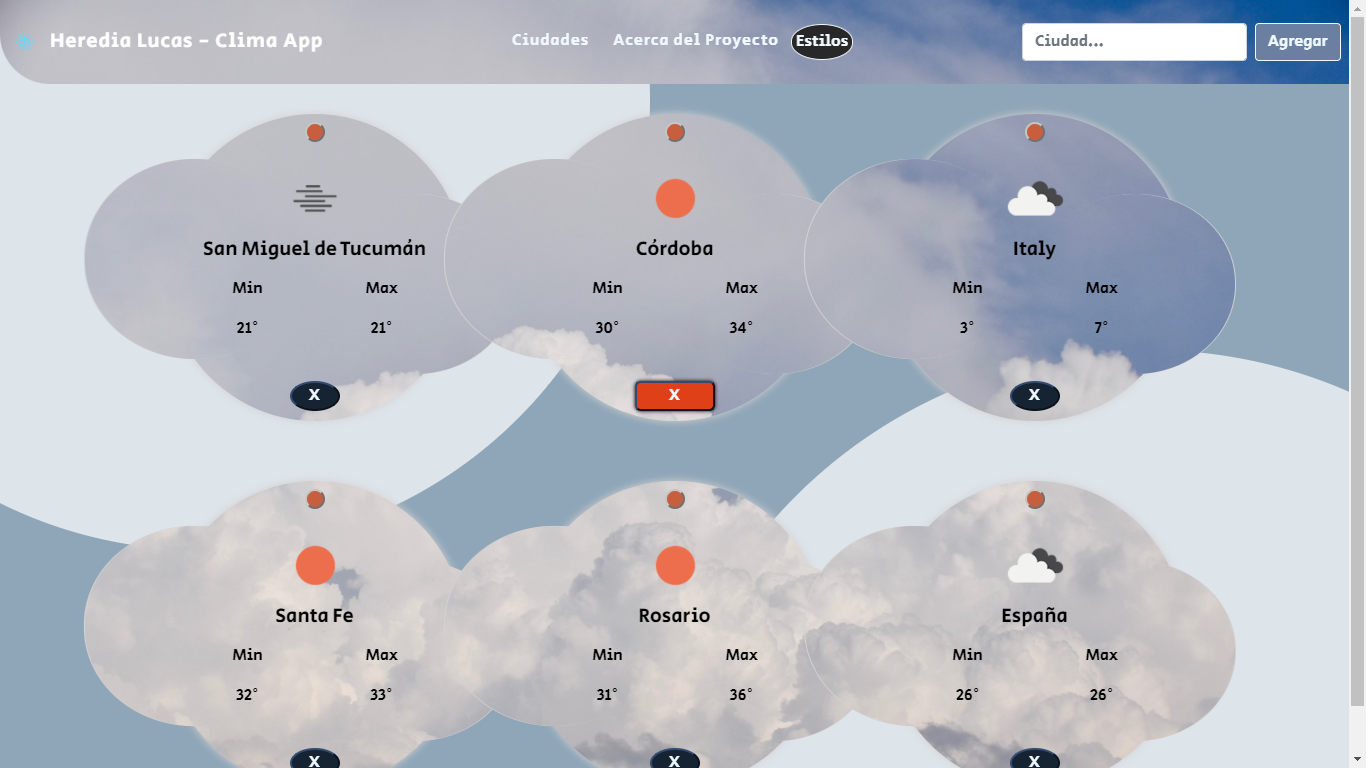 Heredia Lucas - Clima App
Ciudades
Acerca del Proyecto
Estilos
Ciudad...
Agregar
San Miguel de Tucumán
Min Max
21° 21°
X
Córdoba
Min Max
30° 34°
X
Italy
Min Max
3° 7°
X
Santa Fe
Min Max
32° 33°
X
Rosario
Min Max
31° 36°
X
España
Min Max
26° 26°
X